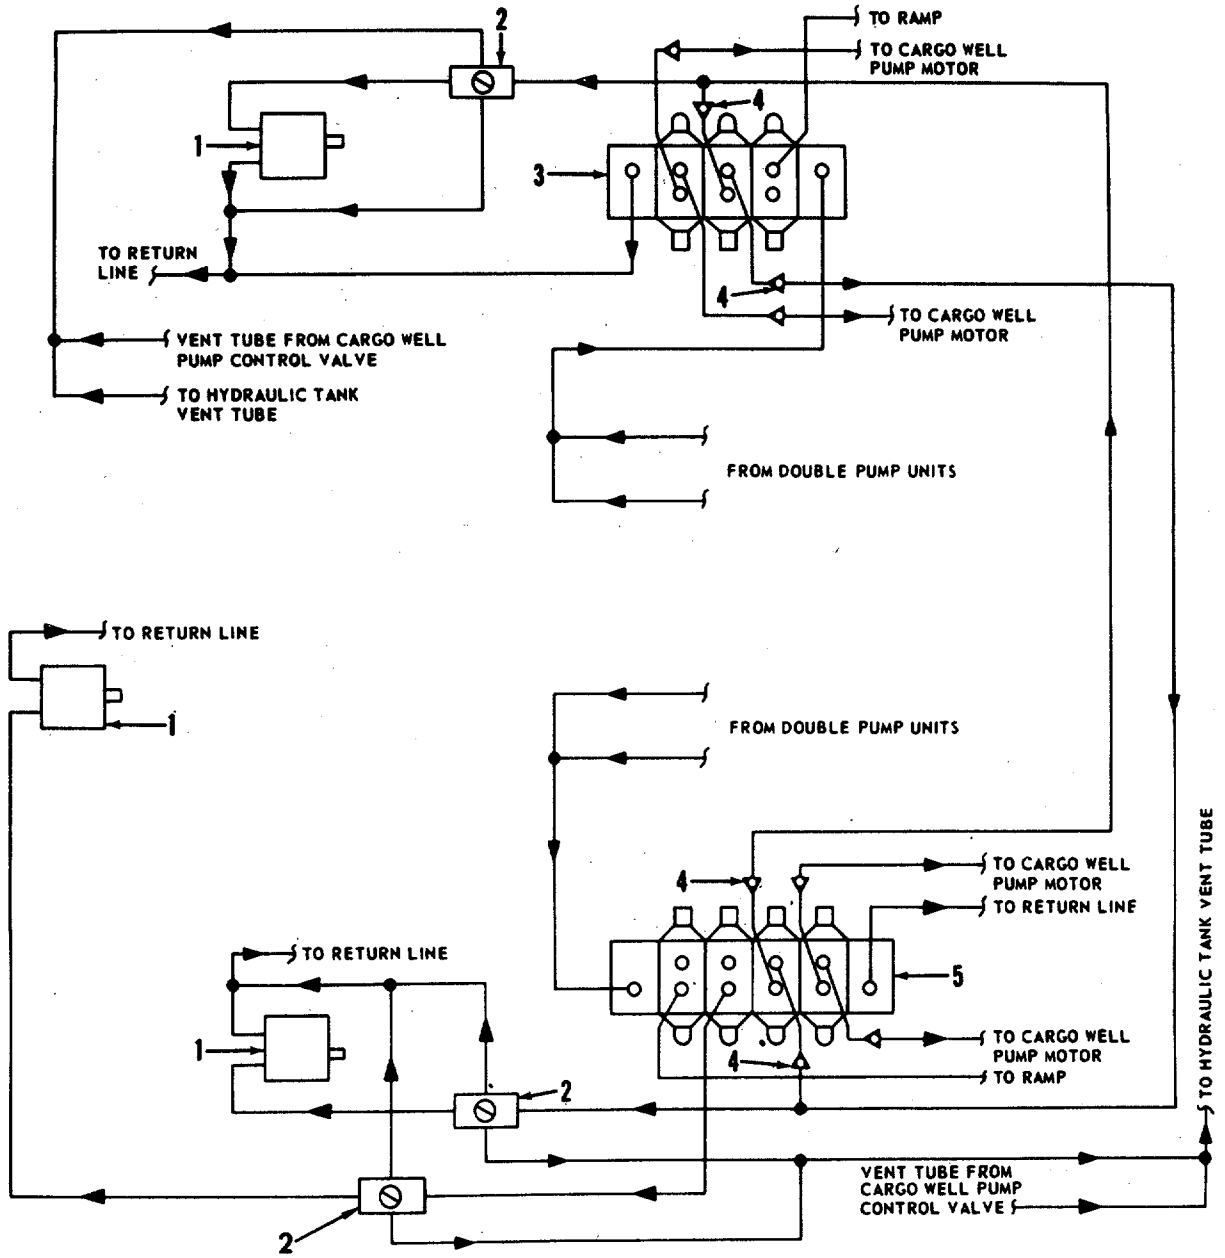 2
TO RAMP
TO CARGO WELL
PUMP MOTOR
4
1
3
TO RETURN
LINE
4
TO CARGO WELL
PUMP MOTOR
VENT TUBE FROM CARGO WELL
PUMP CONTROL VALVE
TO HYDRAULIC TANK
VENT TUBE
FROM DOUBLE PUMP UNITS
TO RETURN LINE
1
FROM DOUBLE PUMP UNITS
4
TO CARGO WELL
PUMP MOTOR
TO RETURN LINE
TO RETURN LINE
5
1
4
TO CARGO WELL
PUMP MOTOR
TO RAMP
2
TO HYDRAULIC TANK VENT TUBE
VENT TUBE FROM
CARGO WELL PUMP
CONTROL VALVE
2